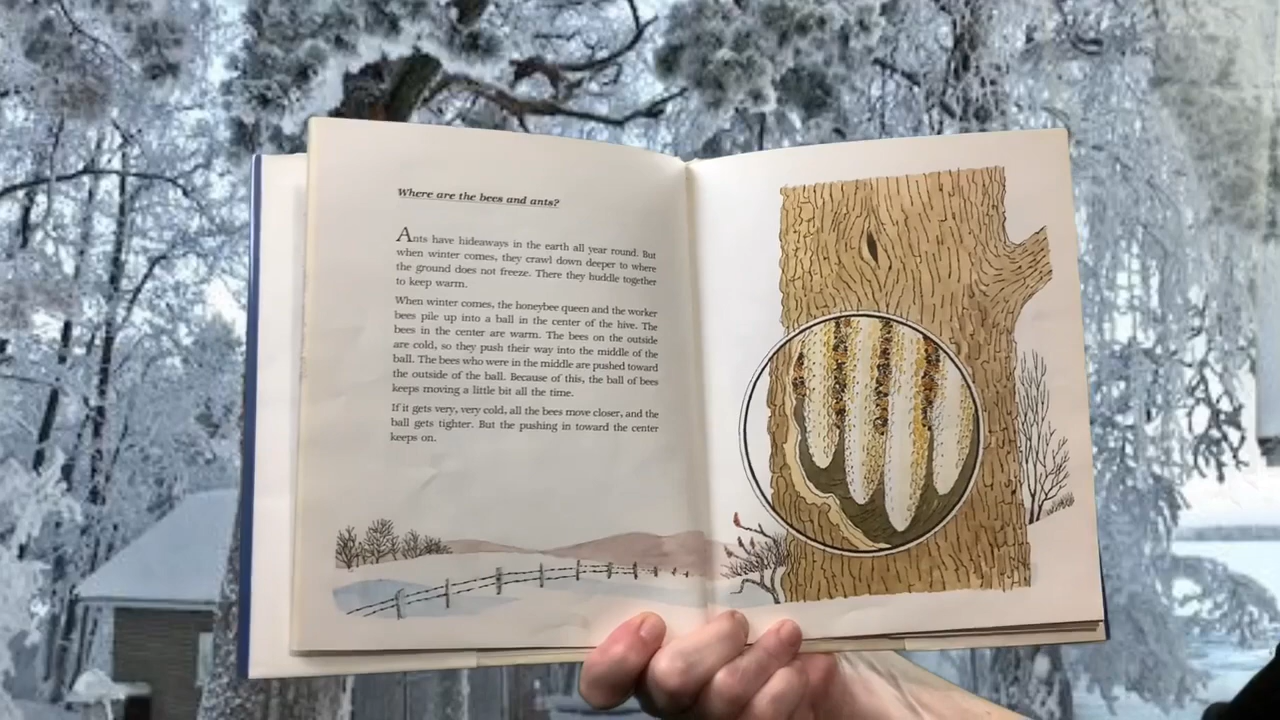 Where are the bees and ants?
Ants have hideaways in the earth all year round. But
when winter comes, they crawl down deeper to where
the ground does not freeze. There they huddle together
to keep warm.
When winter comes, the honeybee queen and the worker
bees pile up into a ball in the center of the hive. The
bees in the center are warm. The bees on the outside
are cold, so they push their way into the middle of the
ball. The bees who were in the middle are pushed toward
the outside of the ball. Because of this, the ball of bees
keeps moving a little bit all the time.
If it gets very, very cold, all the bees move closer, and the
ball gets tighter. But the pushing in toward the center
keeps on.